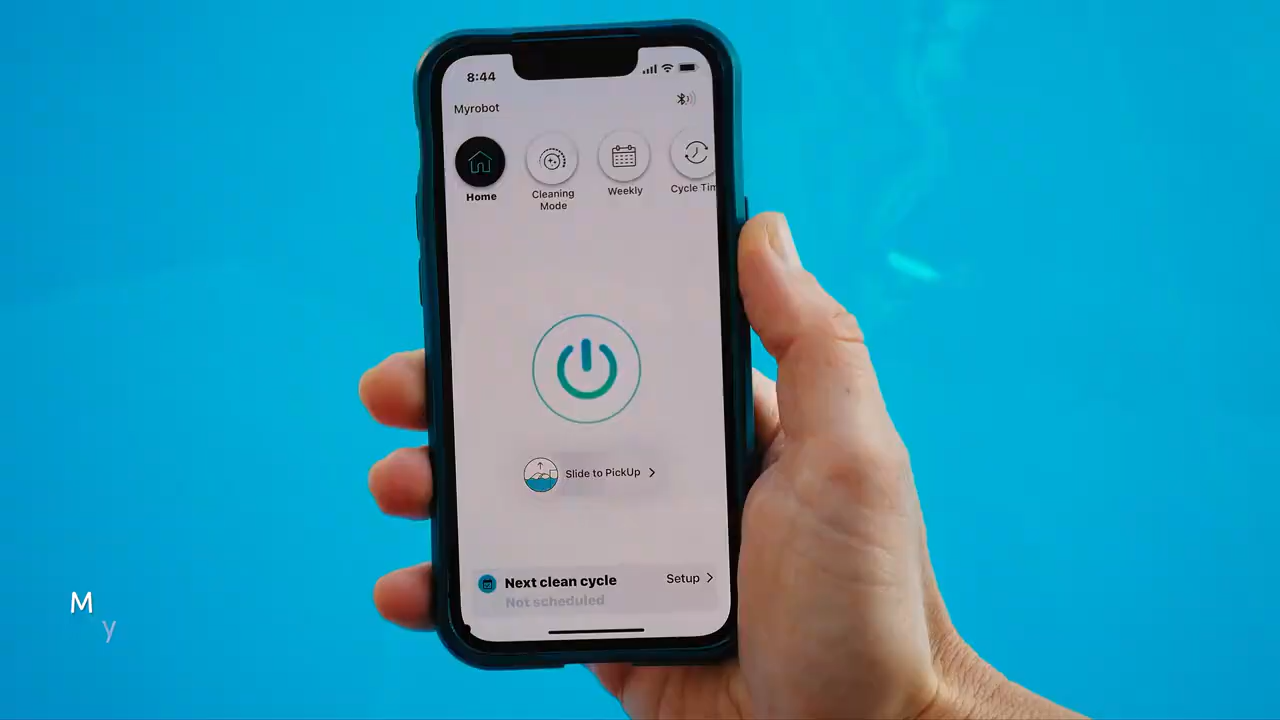 8:44
Myrobot
Home
Cleaning
Mode
Weekly
Cycle Tim
Slide to PickUp
Next clean cycle
Setup
Not scheduled
M
y